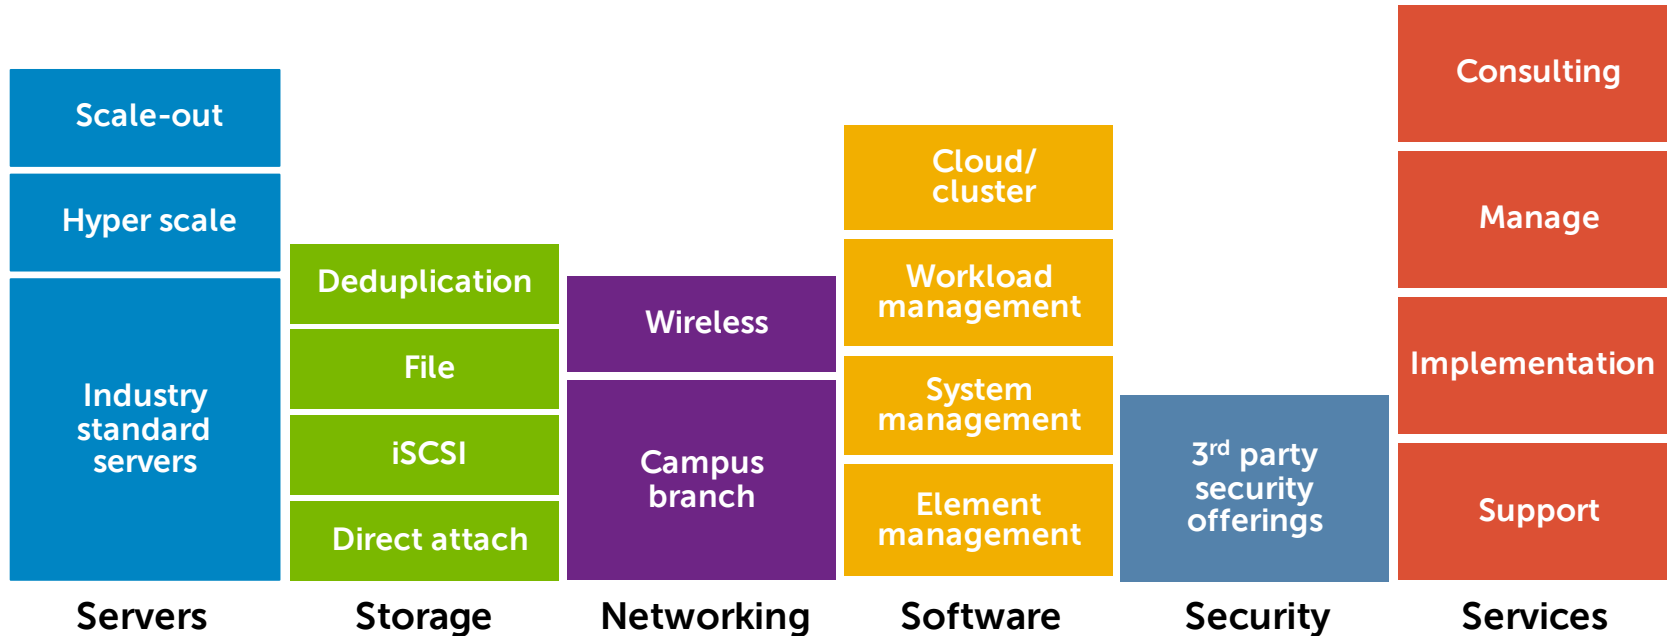 Scale-out
Hyper scale
Industry
standard
servers
Servers
Deduplication
File
iSCSI
Direct attach
Storage
Wireless
Campus
branch
Networking
Cloud/
cluster
Workload
management
System
management
Element
management
Software
3rd party
security
offerings
Security
Consulting
Manage
Implementation
Support
Services